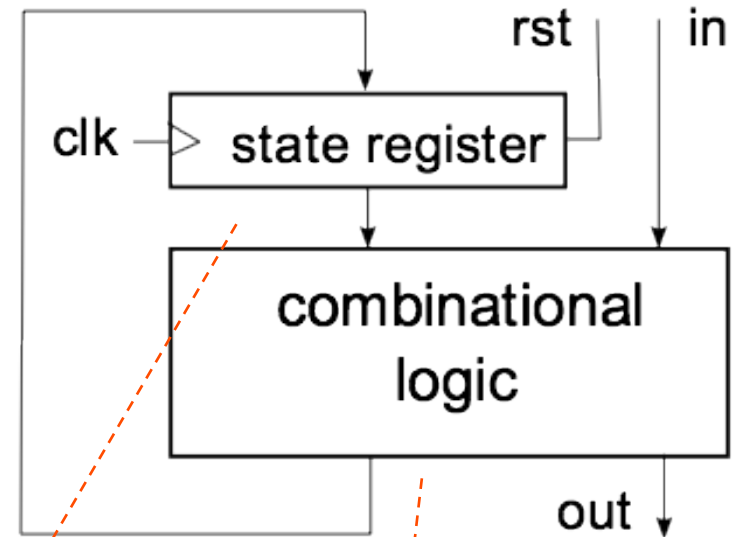 rst in
clk state register
combinational
logic
out